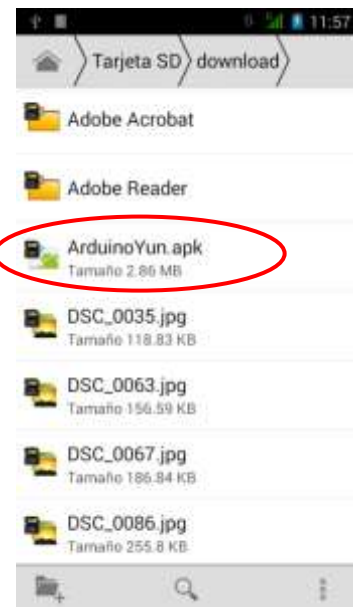 11:57
Tarjeta SD download
Adobe Acrobat
Adobe Reader
ArduinoYun.apk
Tamaño 2.86 MB
DSC_0035.jpg
Tamaño 118.83 KB
DSC_0063.jpg
Tamaño 156.59 KB
DSC_0067.jpg
Tamaño 186.84 KB
DSC_0086.jpg
Tamaño 255.8 KB